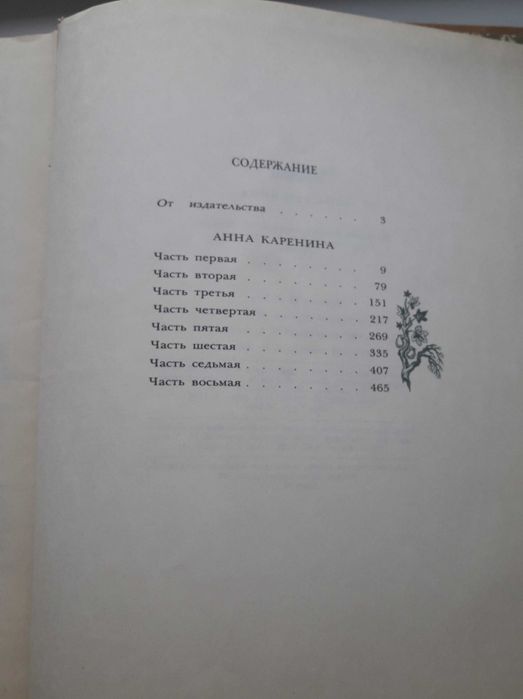 СОДЕРЖАНИЕ
От издательства . . . . . . 3
АННА КАРЕНИНА
Часть первая . . . . . . . 9
Часть вторая . . . . . . . 79
Часть третья . . . . . . . 151
Часть четвертая . . . . . . 217
Часть пятая . . . . . . . 269
Часть шестая . . . . . . . 335
Часть седьмая . . . . . . . 407
Часть восьмая . . . . . . . 465